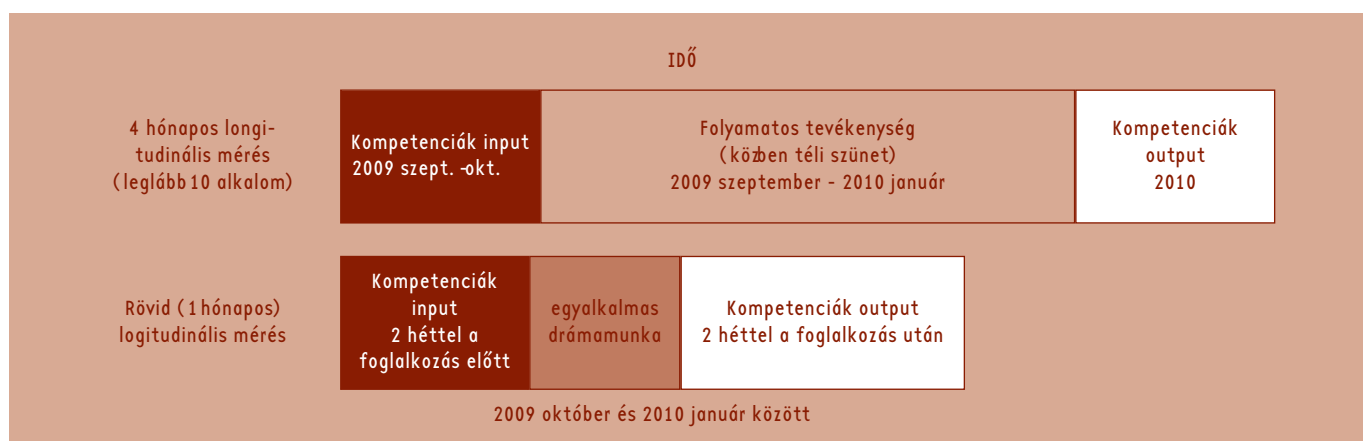 IDŐ
4 hónapos longi-
tudinális mérés
(leglább 10 alkalom)
Kompetenciák input
2009 szept. -okt.
Folyamatos tevékenység
(közben téli szünet)
2009 szeptember - 2010 január
Kompetenciák
output
2010
Rövid (1 hónapos)
logitudinális mérés
Kompetenciák
input
2 héttel a
foglalkozás előtt
egyalkalmas
drámamunka
Kompetenciák output
2 héttel a foglalkozás után
2009 október és 2010 január között